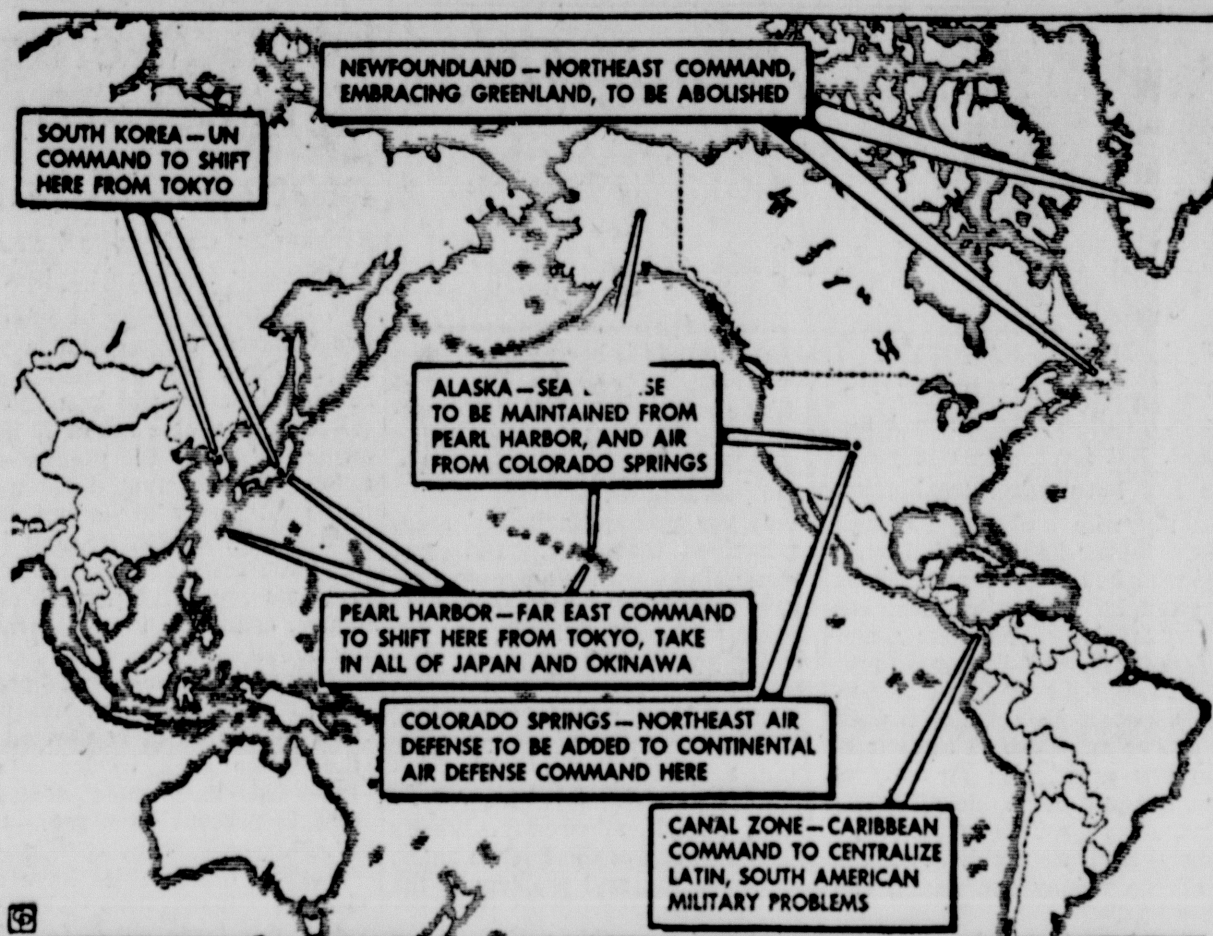 NEWFOUNDLAND — NORTHEAST COMMAND,
EMBRACING GREENLAND, TO BE ABOLISHED
SOUTH KOREA — UN
COMMAND TO SHIFT
HERE FROM TOKYO
ALASKA — SEA
TO BE MAINTAINED FROM
PEARL HARBOR, AND AIR
FROM COLORADO SPRINGS
PEARL HARBOR — FAR EAST COMMAND
TO SHIFT HERE FROM TOKYO, TAKE
IN ALL OF JAPAN AND OKINAWA
COLORADO SPRINGS — NORTHEAST AIR
DEFENSE TO BE ADDED TO CONTINENTAL
AIR DEFENSE COMMAND HERE
CANAL ZONE — CARIBBEAN
COMMAND TO CENTRALIZE
LATIN, SOUTH AMERICAN
MILITARY PROBLEMS